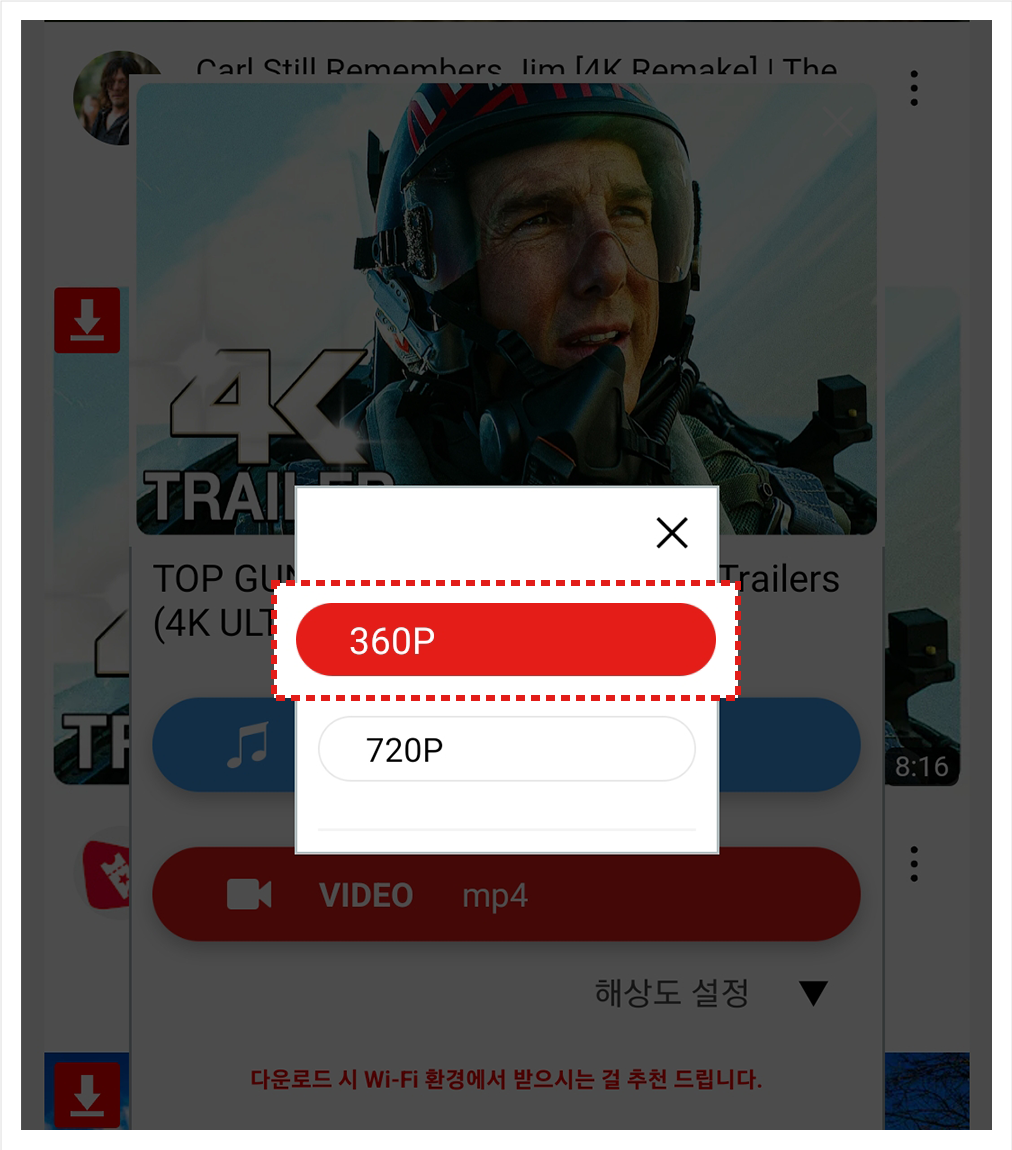 Carl Still Remembers Jim [4K Remake] | The
4K
TRAILER
TOP GUN
Trailers
(4K ULT
360P
720P
TR
8:16
VIDEO mp4
해상도 설정
다운로드 시 Wi-Fi 환경에서 받으시는 걸 추천 드립니다.